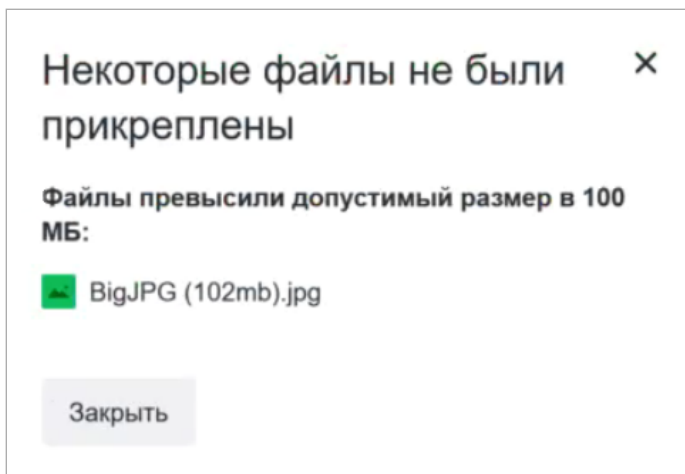 Некоторые файлы не были
прикреплены
Файлы превысили допустимый размер в 100
МБ:
BigJPG (102mb).jpg
Закрыть